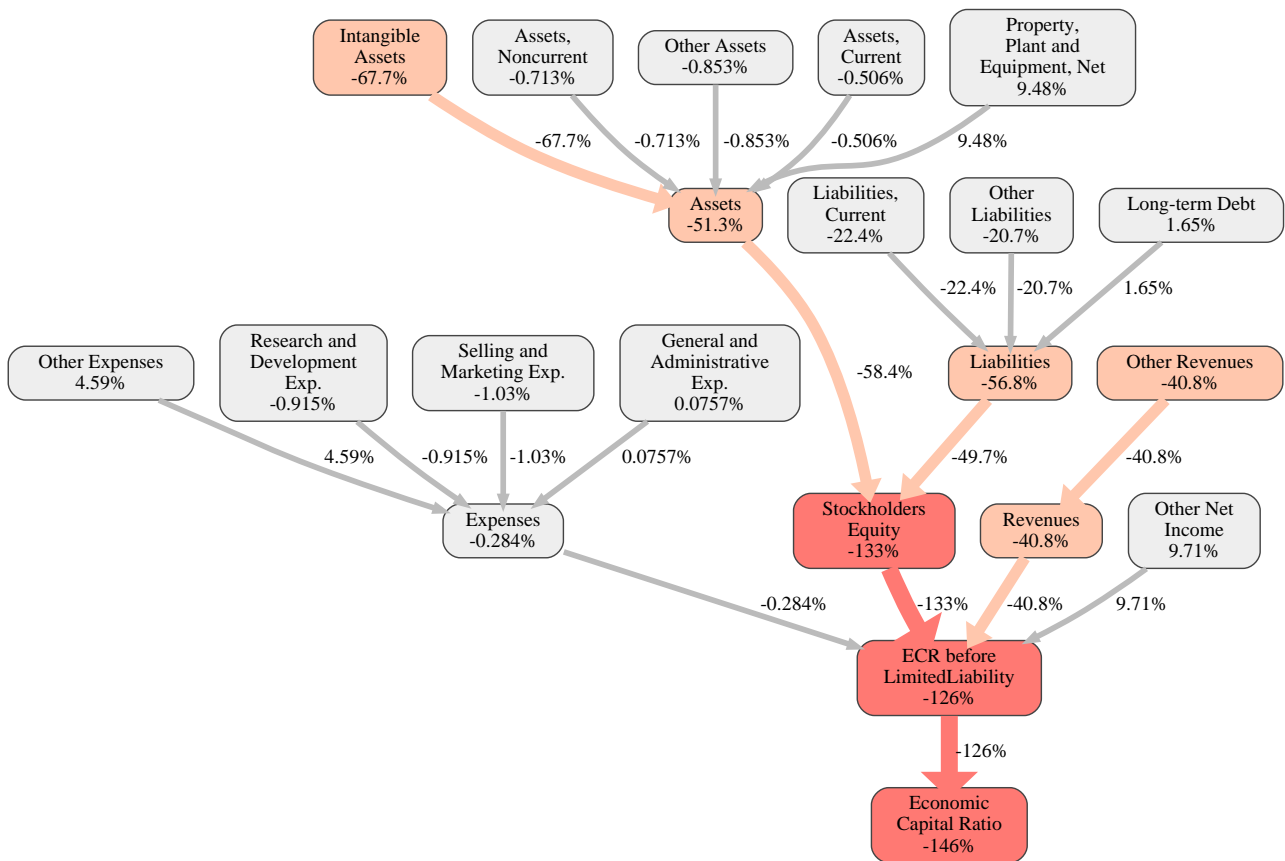 Intangible
Assets
-67.7%
Assets,
Noncurrent
-0.713%
Other Assets
-0.853%
Assets,
Current
-0.506%
Property,
Plant and
Equipment, Net
9.48%
-67.7%
-0.713%
-0.853%
-0.506%
9.48%
Assets
-51.3%
Liabilities,
Current
-22.4%
Other
Liabilities
-20.7%
Long-term Debt
1.65%
-22.4%
-20.7%
1.65%
Other Expenses
4.59%
Research and
Development
Exp.
-0.915%
Selling and
Marketing Exp.
-1.03%
General and
Administrative
Exp.
0.0757%
-58.4%
Liabilities
-56.8%
Other Revenues
-40.8%
4.59%
-0.915%
-1.03%
0.0757%
-49.7%
-40.8%
Expenses
-0.284%
Stockholders
Equity
-133%
Revenues
-40.8%
Other Net
Income
9.71%
-0.284%
-133%
-40.8%
9.71%
ECR before
LimitedLiability
-126%
-126%
Economic
Capital Ratio
-146%